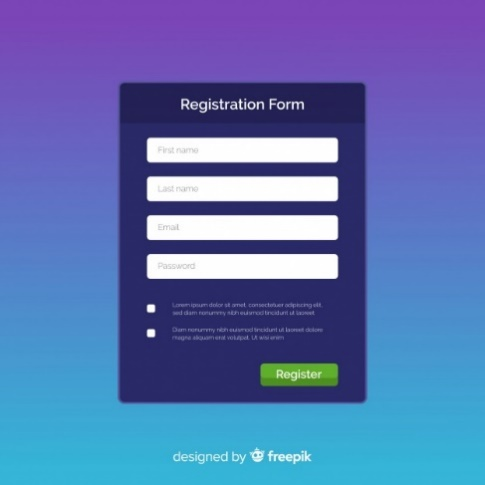 Registration Form
First name
Last name
Email
Password
Lorem ipsum dolor sit amet, consectetuer adipiscing elit,
sed diam nonummy nibh euismod tincidunt ut laoreet
Diam nonummy nibh euismod tincidunt ut laoreet dolore
magna aliquam erat volutpat. Ut wisi enim
Register
designed by freepik